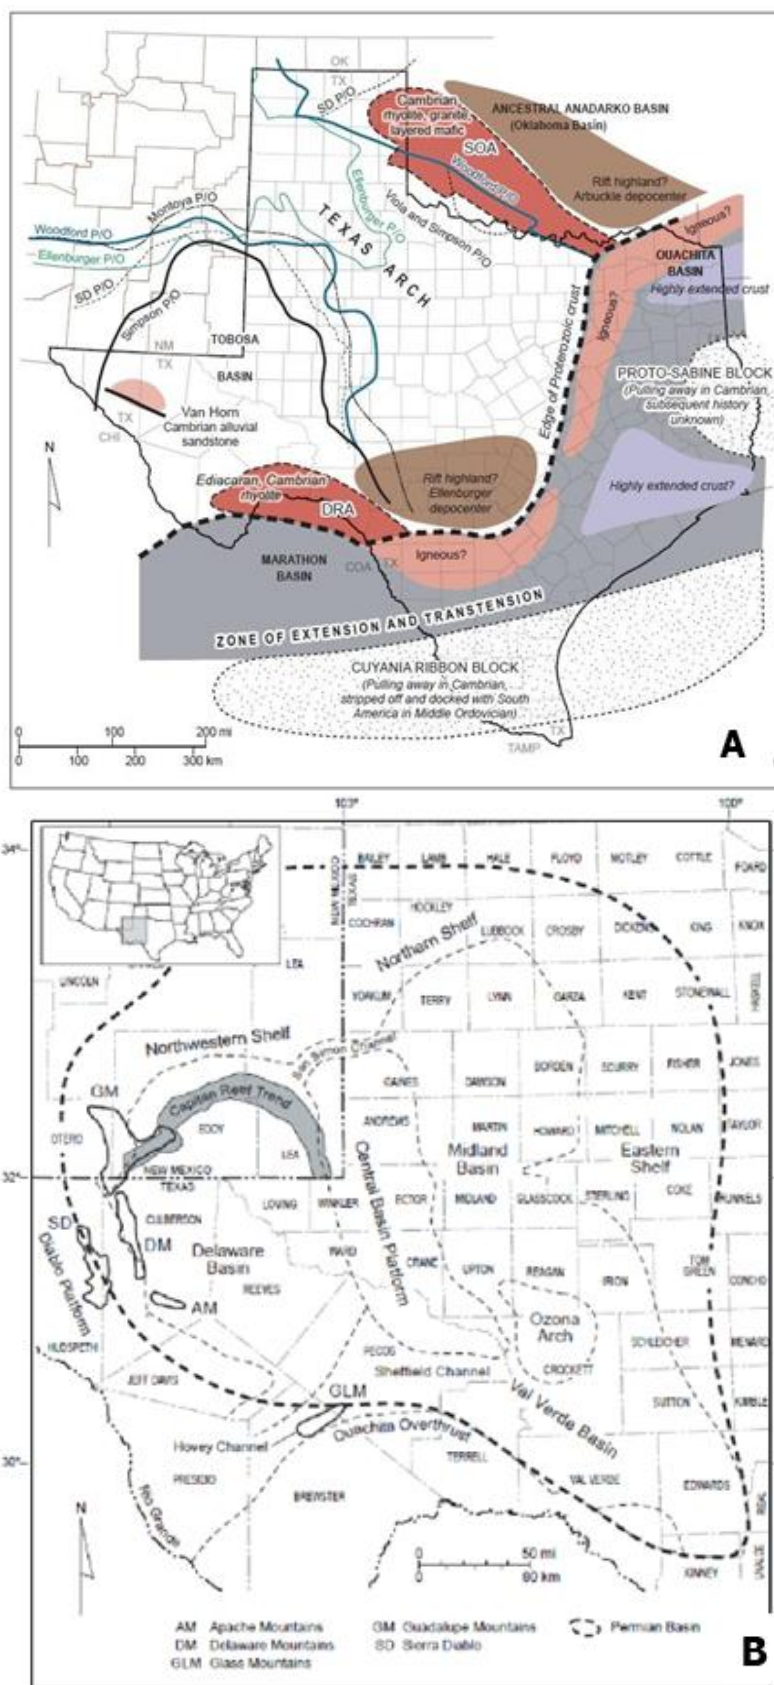 OK
TX
SD P/O
Cambrian
rhyolite, granite,
layered mafic
SOA
ANCESTRAL ANADARKO BASIN
(Oklahoma Basin)
Woodford P/O
Rift highland?
Arbuckle depocenter
Ellenburger P/O
Viola and Simpson P/O
TEXAS ARCH
Igneous?
OUACHITA
BASIN
Highly extended crust
Montoya P/O
Woodford P/O
Ellenburger P/O
SD P/O
Simpson P/O
NM
TX
TOBOSA
BASIN
Edge of Proterozoic crust
Igneous?
PROTO-SABINE BLOCK
(Pulling away in Cambrian,
subsequent history
unknown)
Van Horn
Cambrian alluvial
sandstone
TX
CHI
N
Ediacaran, Cambrian
rhyolite
DRA
Rift highland?
Ellenburger
depocenter
Highly extended crust?
MARATHON
BASIN
COA
TX
Igneous?
ZONE OF EXTENSION AND TRANSTENSION
CUYANIA RIBBON BLOCK
(Pulling away in Cambrian,
stripped off and docked with South
America in Middle Ordovician)
0 100 200 mi
0 100 200 300 km
TX
TAMP
A
103°
100°
34°
NEW MEXICO
TEXAS
BAILEY
LAMB
HALE
FLOYD
MOTLEY
COTTLE
FOARD
HOCKLEY
COCHRAN
Northern Shelf
LUBBOCK
CROSBY
DICKENS
KING
KNOX
LEA
LINCOLN
YOAKUM
TERRY
LYNN
GARZA
KENT
STONEWALL
HASKELL
Northwestern Shelf
San Simon Channel
GM
Capitan Reef Trend
GAINES
DAWSON
BORDEN
SCURRY
FISHER
JONES
OTERO
EDDY
LEA
ANDREWS
MARTIN
HOWARD
MITCHELL
NOLAN
TAYLOR
Midland
Basin
Eastern
Shelf
32°
NEW MEXICO
TEXAS
Central Basin Platform
LOVING
WINKLER
ECTOR
MIDLAND
GLASSCOCK
STERLING
COKE
RUNNELS
SD
CULBERSON
DM
Delaware
Basin
WARD
CRANE
UPTON
REAGAN
IRION
TOM
GREEN
CONCHO
Diablo Platform
REEVES
AM
Ozona
Arch
HUDSPETH
PECOS
SCHLEICHER
MENARD
JEFF DAVIS
Sheffield Channel
CROCKETT
GLM
Val Verde Basin
SUTTON
KIMBLE
Ouachita Overthrust
Hovey Channel
30°
TERRELL
PRESIDIO
VAL VERDE
EDWARDS
REAL
BREWSTER
Rio Grande
N
0 50 mi
0 80 km
KINNEY
UVALDE
AM Apache Mountains
GM Guadalupe Mountains
Permian Basin
DM Delaware Mountains
SD Sierra Diablo
GLM Glass Mountains
B